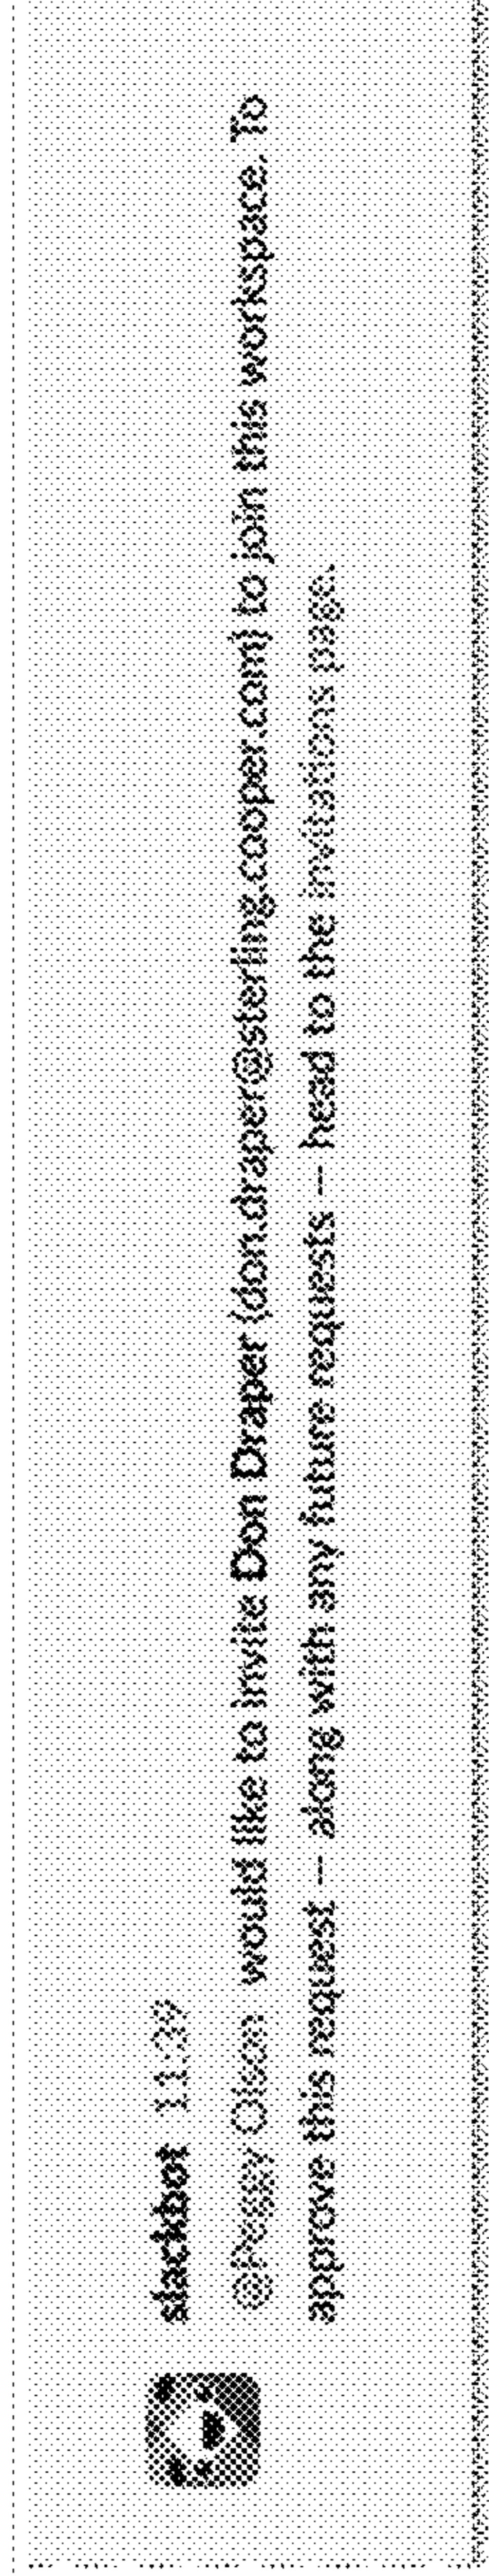 slackbot 11:39
@Peggy Olson would like to invite Don Draper (don.draper@sterling.cooper.com) to join this workspace. To
approve this request -- along with any future requests -- head to the invitations page.